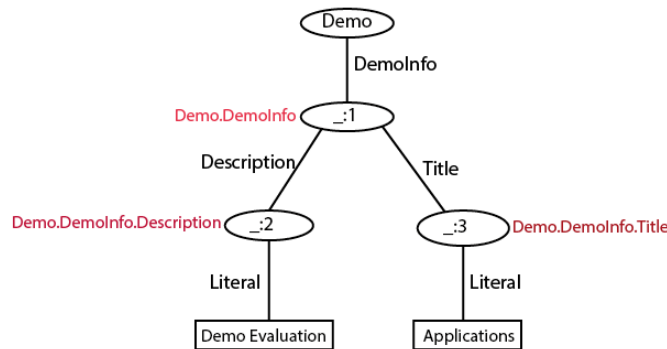 Demo
DemoInfo
Demo.DemoInfo
_:1
Description
Title
Demo.DemoInfo.Description
_:2
_:3
Demo.DemoInfo.Title
Literal
Literal
Demo Evaluation
Applications